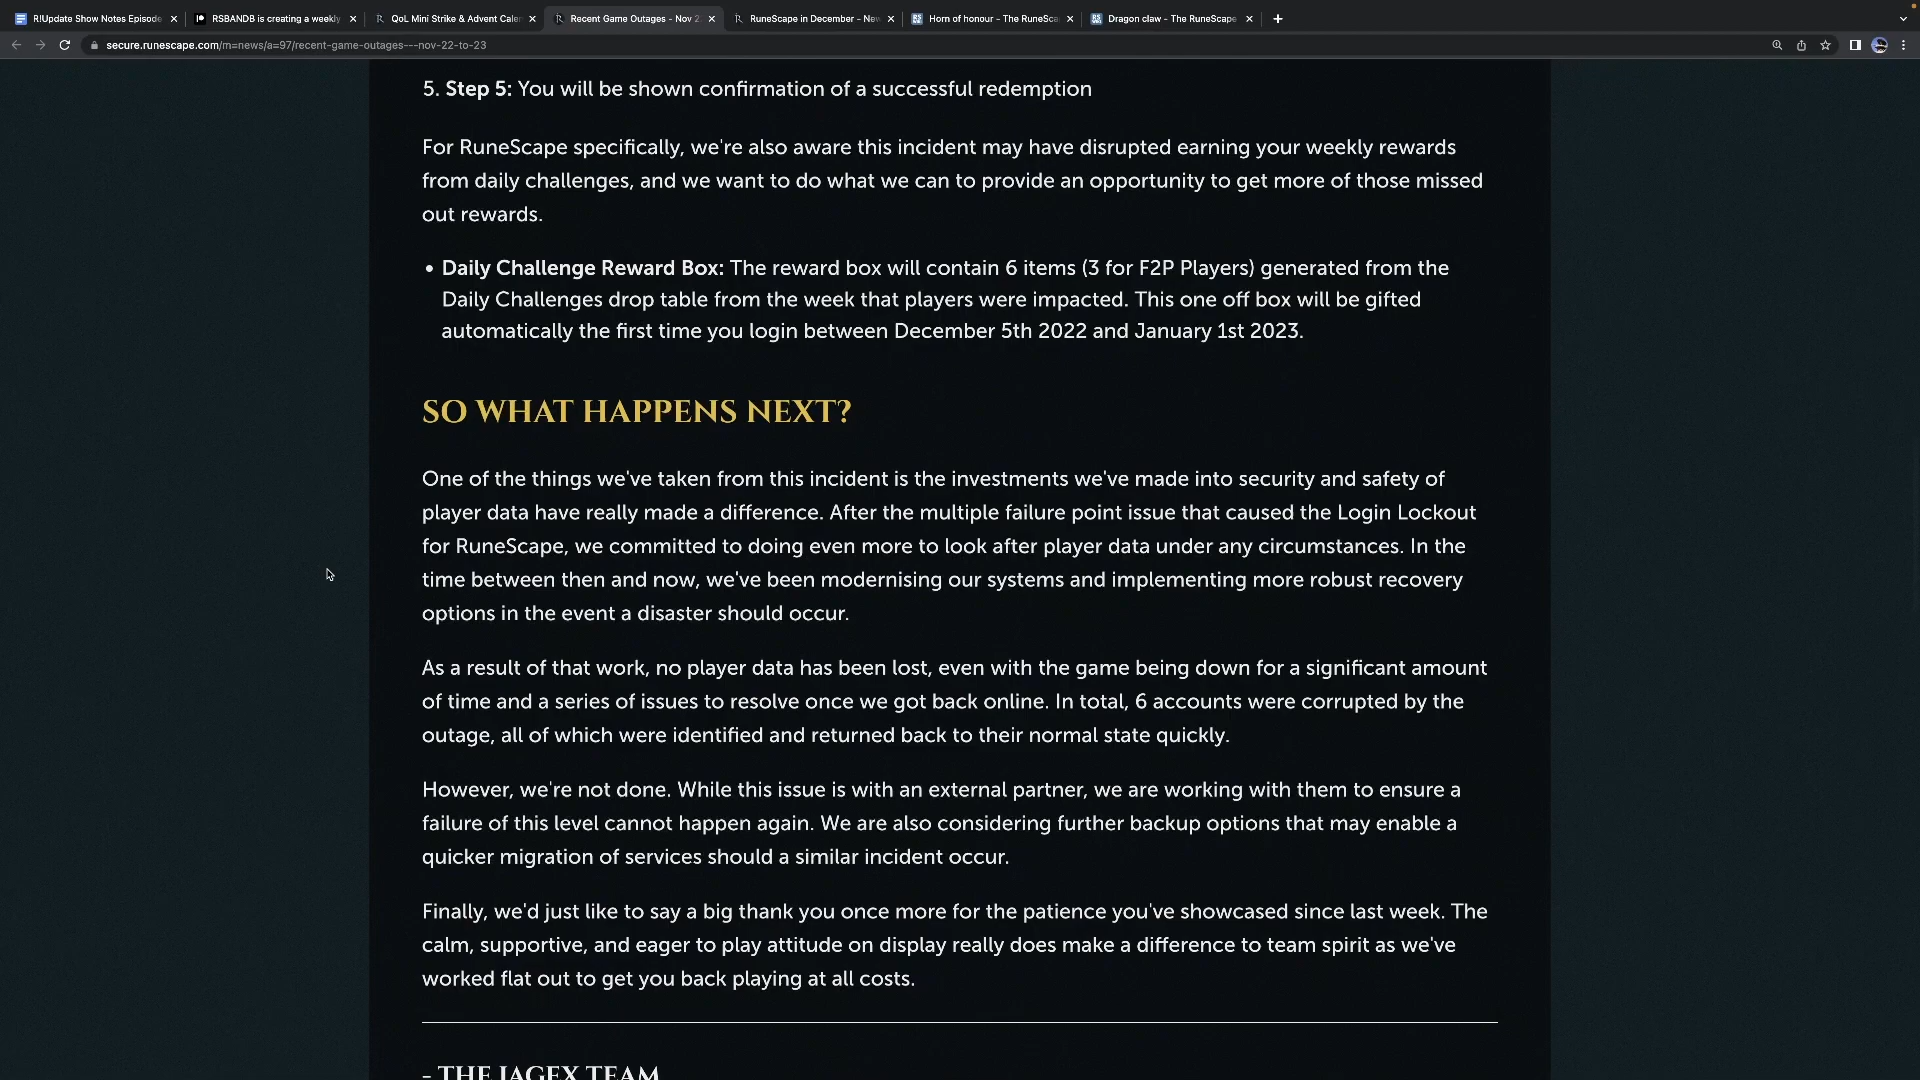 R!Update Show Notes Episode
RSBANDB is creating a weekly
QoL Mini Strike & Advent Cale
Recent Game Outages - Nov 2
RuneScape in December - New
Horn of honour - The RuneSca
Dragon claw - The RuneScape
secure.runescape.com/m=news/a=97/recent-game-outages---nov-22-to-23
5. Step 5: You will be shown confirmation of a successful redemption
For RuneScape specifically, we're also aware this incident may have disrupted earning your weekly rewards
from daily challenges, and we want to do what we can to provide an opportunity to get more of those missed
out rewards.
• Daily Challenge Reward Box: The reward box will contain 6 items (3 for F2P Players) generated from the
Daily Challenges drop table from the week that players were impacted. This one off box will be gifted
automatically the first time you login between December 5th 2022 and January 1st 2023.
SO WHAT HAPPENS NEXT?
One of the things we've taken from this incident is the investments we've made into security and safety of
player data have really made a difference. After the multiple failure point issue that caused the Login Lockout
for RuneScape, we committed to doing even more to look after player data under any circumstances. In the
time between then and now, we've been modernising our systems and implementing more robust recovery
options in the event a disaster should occur.
As a result of that work, no player data has been lost, even with the game being down for a significant amount
of time and a series of issues to resolve once we got back online. In total, 6 accounts were corrupted by the
outage, all of which were identified and returned back to their normal state quickly.
However, we're not done. While this issue is with an external partner, we are working with them to ensure a
failure of this level cannot happen again. We are also considering further backup options that may enable a
quicker migration of services should a similar incident occur.
Finally, we'd just like to say a big thank you once more for the patience you've showcased since last week. The
calm, supportive, and eager to play attitude on display really does make a difference to team spirit as we've
worked flat out to get you back playing at all costs.
- THE JAGEX TEAM